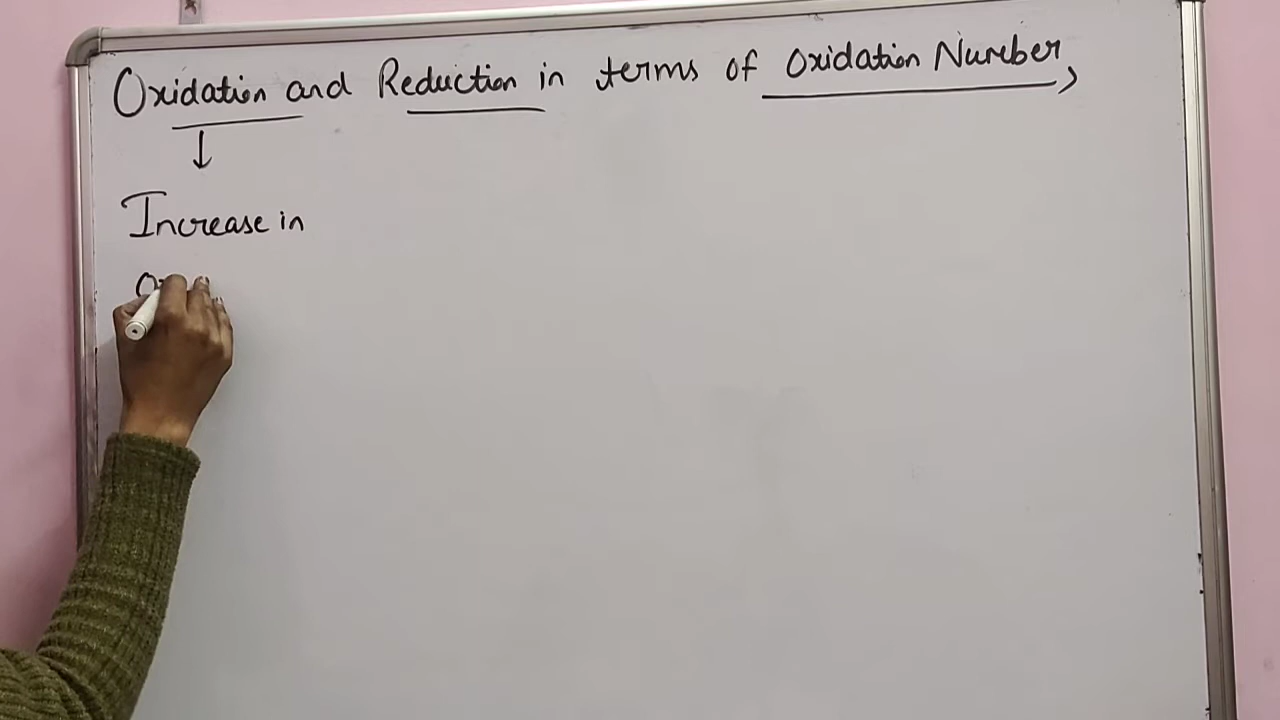 Oxidation and Reduction in terms of Oxidation Number,
Increase in